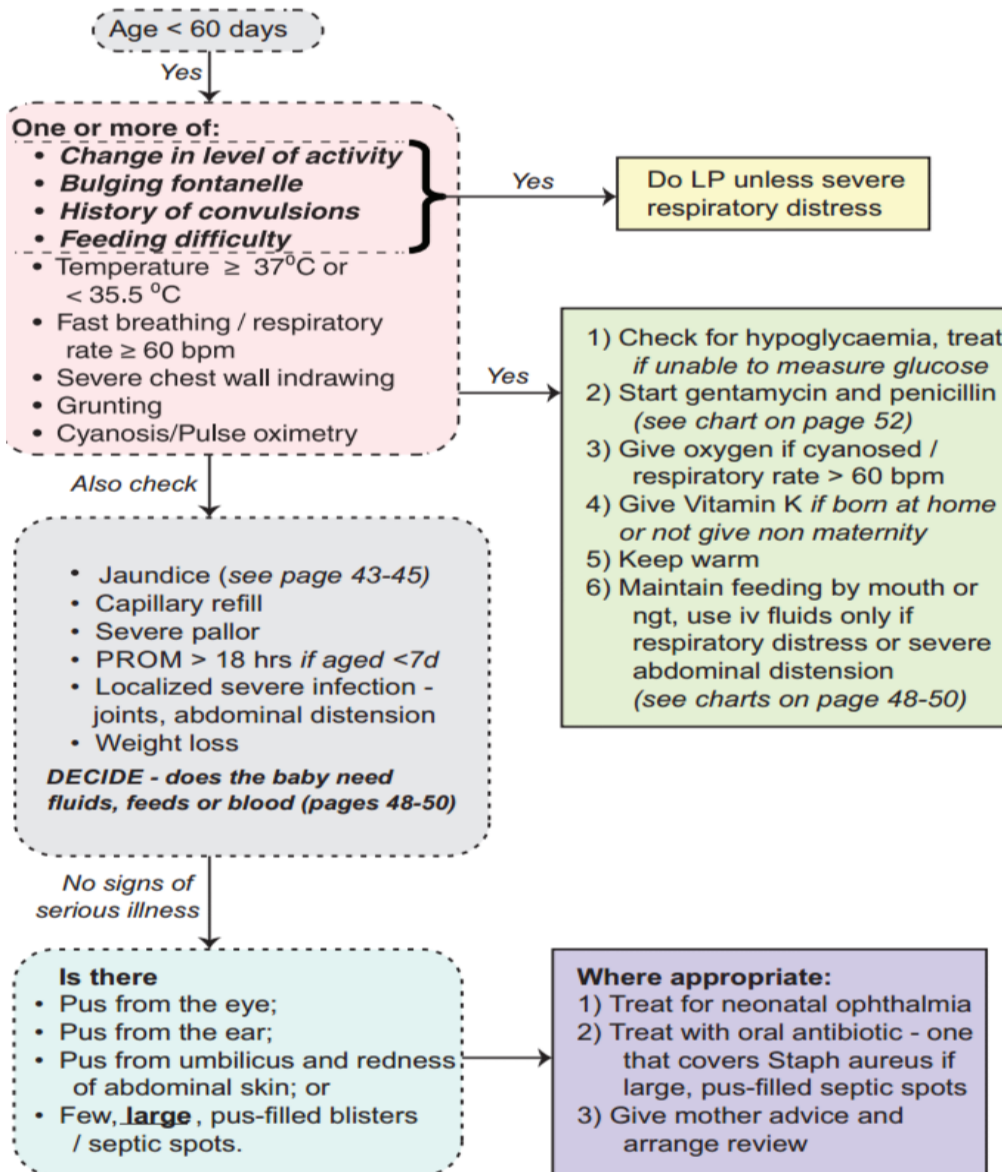 Age < 60 days
Yes
One or more of:
• Change in level of activity
• Bulging fontanelle
• History of convulsions
• Feeding difficulty
• Temperature ≥ 37⁰C or
< 35.5 ⁰C
• Fast breathing / respiratory
rate ≥ 60 bpm
• Severe chest wall indrawing
• Grunting
• Cyanosis/Pulse oximetry
Yes
Do LP unless severe
respiratory distress
Yes
1) Check for hypoglycaemia, treat
if unable to measure glucose
2) Start gentamycin and penicillin
(see chart on page 52)
3) Give oxygen if cyanosed /
respiratory rate > 60 bpm
4) Give Vitamin K if born at home
or not give non maternity
5) Keep warm
6) Maintain feeding by mouth or
ngt, use iv fluids only if
respiratory distress or severe
abdominal distension
(see charts on page 48-50)
Also check
• Jaundice (see page 43-45)
• Capillary refill
• Severe pallor
• PROM > 18 hrs if aged <7d
• Localized severe infection -
joints, abdominal distension
• Weight loss
DECIDE - does the baby need
fluids, feeds or blood (pages 48-50)
No signs of
serious illness
Is there
• Pus from the eye;
• Pus from the ear;
• Pus from umbilicus and redness
of abdominal skin; or
• Few, large , pus-filled blisters
/ septic spots.
Where appropriate:
1) Treat for neonatal ophthalmia
2) Treat with oral antibiotic - one
that covers Staph aureus if
large, pus-filled septic spots
3) Give mother advice and
arrange review